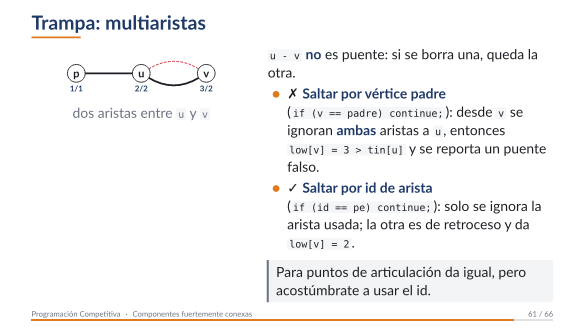 Trampa: multiaristas
p
u
v
1/1
2/2
3/2
dos aristas entre u y v
u - v no es puente: si se borra una, queda la
otra.
✗ Saltar por vértice padre
(if (v == padre) continue;): desde v se
ignoran ambas aristas a u, entonces
low[v] = 3 > tin[u] y se reporta un puente
falso.
✓ Saltar por id de arista
(if (id == pe) continue;): solo se ignora la
arista usada; la otra es de retroceso y da
low[v] = 2.
Para puntos de articulación da igual, pero
acostúmbrate a usar el id.
Programación Competitiva · Componentes fuertemente conexas
61 / 66